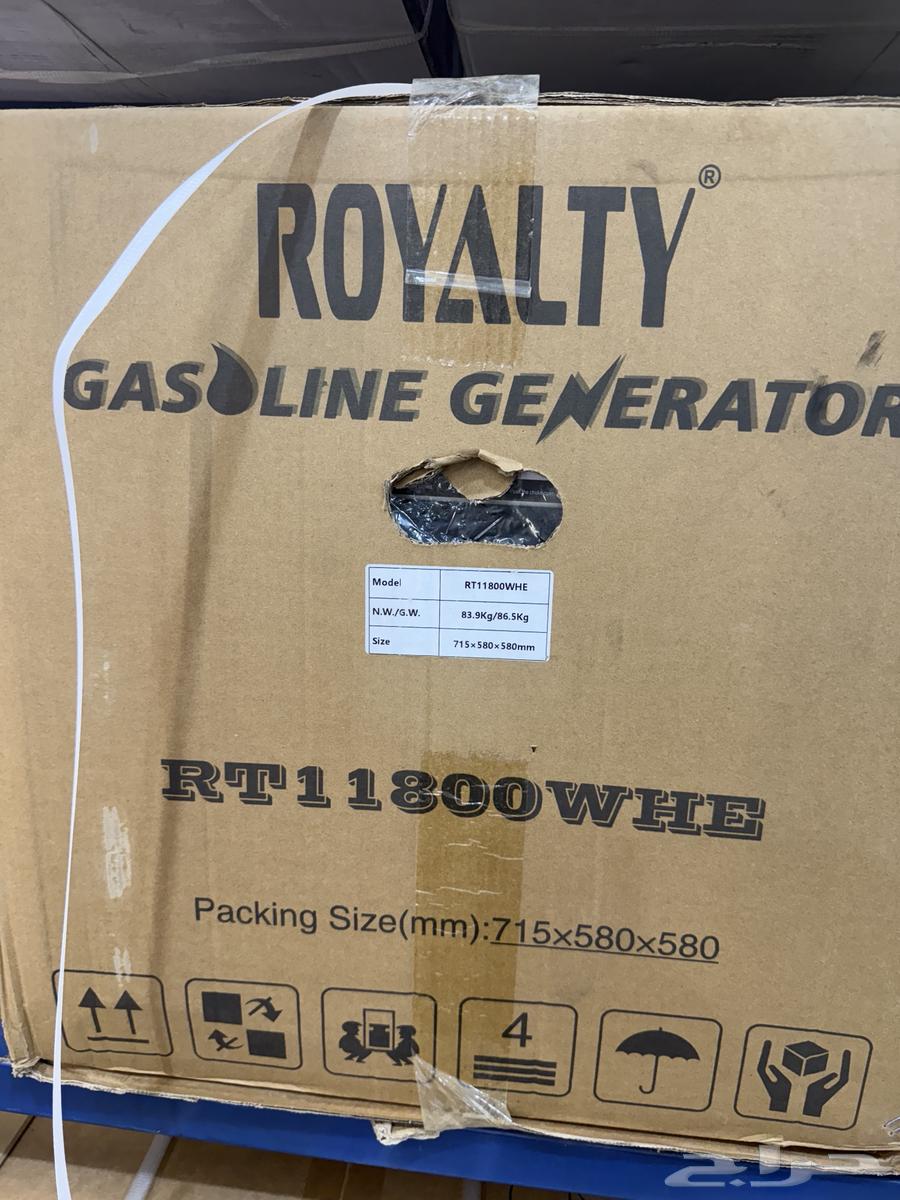 ROYALTY®
GASOLINE GENERATOR
Model RT11800WHE
N.W./G.W. 83.9Kg/86.5Kg
Size 715×580×580mm
RT11800WHE
Packing Size(mm):715×580×580
4
حراج